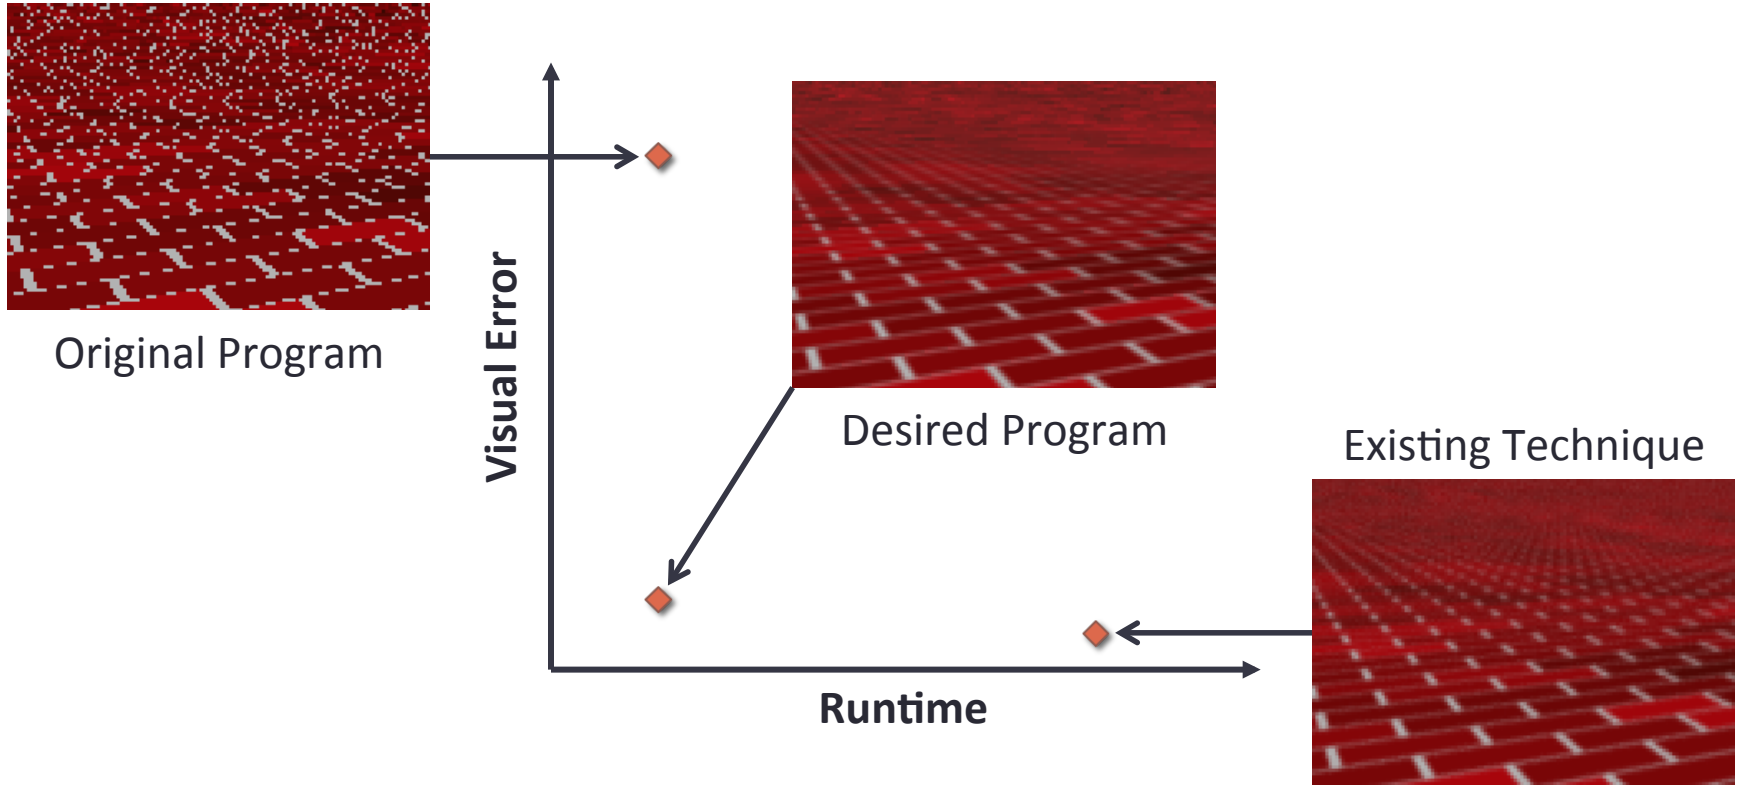 Original Program
Visual Error
Desired Program
Existing Technique
Runtime